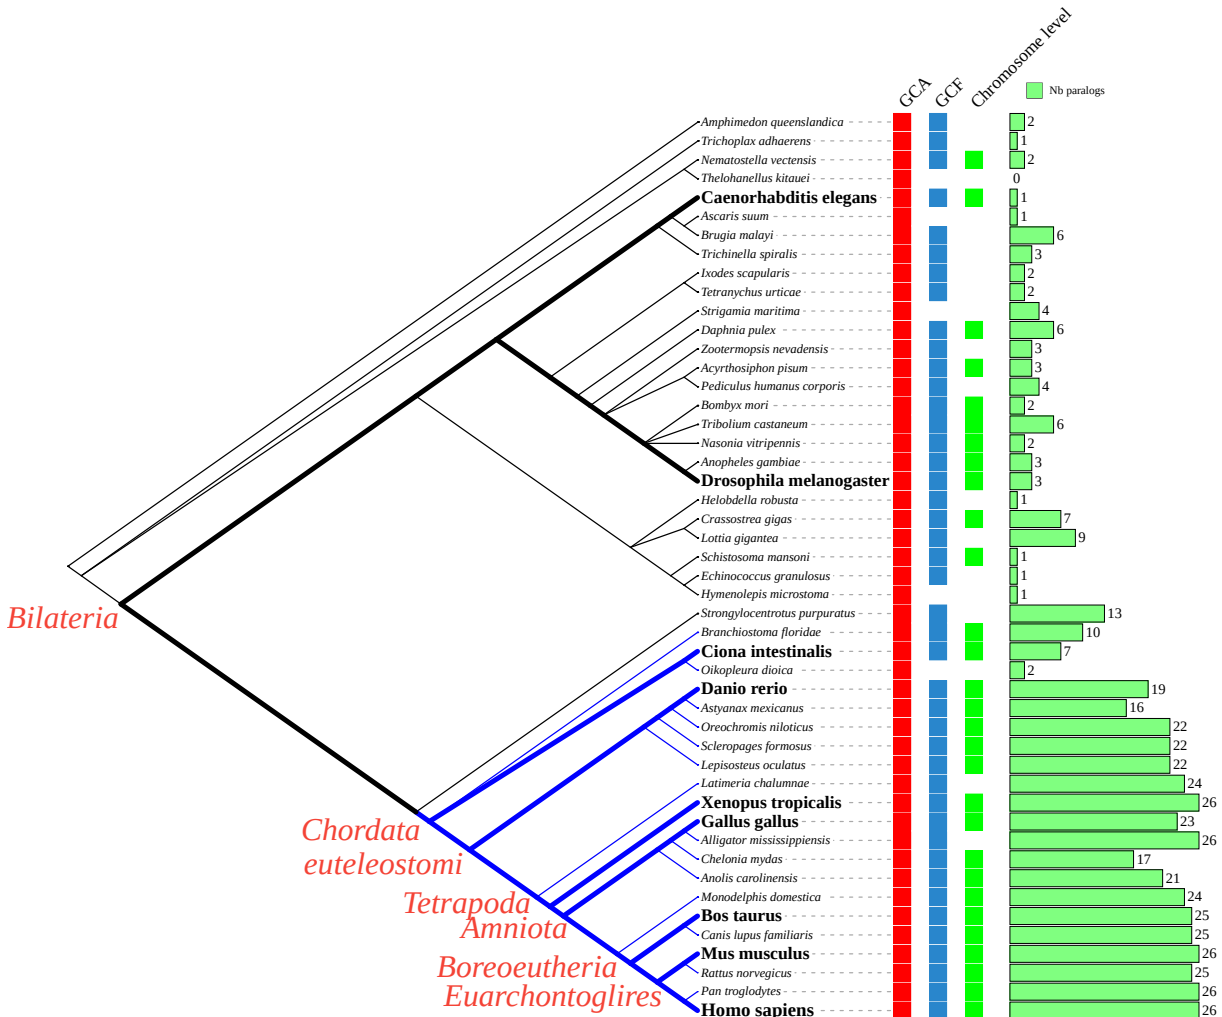 GCA GCF Chromosome level
Nb paralogs
Amphimedon queenslandica 2
Trichoplax adhaerens 1
Nematostella vectensis 2
Thelohanellus kitauei 0
Caenorhabditis elegans 1
Ascaris suum 1
Brugia malayi 6
Trichinella spiralis 3
Ixodes scapularis 2
Tetranychus urticae 2
Strigamia maritima 4
Daphnia pulex 6
Zootermopsis nevadensis 3
Acyrthosiphon pisum 3
Pediculus humanus corporis 4
Bombyx mori 2
Tribolium castaneum 6
Nasonia vitripennis 2
Anopheles gambiae 3
Drosophila melanogaster 3
Helobdella robusta 1
Crassostrea gigas 7
Lottia gigantea 9
Schistosoma mansoni 1
Echinococcus granulosus 1
Hymenolepis microstoma 1
Bilateria
Strongylocentrotus purpuratus 13
Branchiostoma floridae 10
Ciona intestinalis 7
Oikopleura dioica 2
Danio rerio 19
Astyanax mexicanus 16
Oreochromis niloticus 22
Scleropages formosus 22
Lepisosteus oculatus 22
Latimeria chalumnae 24
Xenopus tropicalis 26
Gallus gallus 23
Chordata
Alligator mississippiensis 26
Chelonia mydas 17
euteleostomi
Anolis carolinensis 21
Monodelphis domestica 24
Tetrapoda
Bos taurus 25
Amniota
Canis lupus familiaris 25
Mus musculus 26
Boreoeutheria
Rattus norvegicus 25
Pan troglodytes 26
Euarchontoglires
Homo sapiens 26